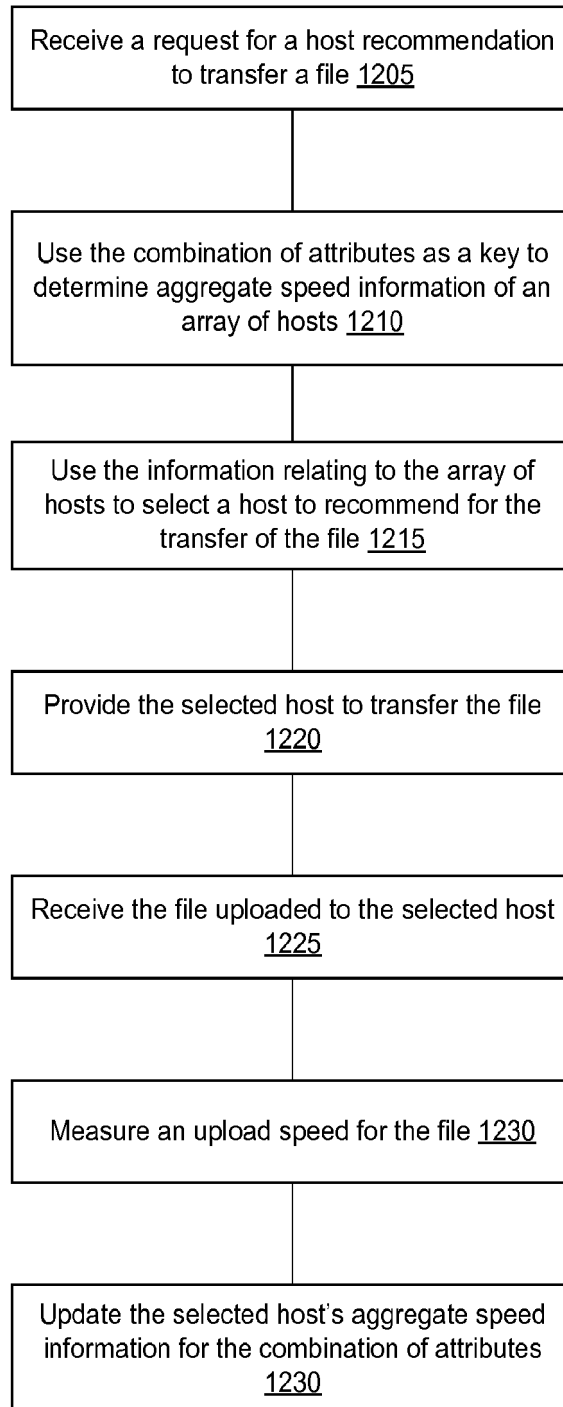 Receive a request for a host recommendation
to transfer a file 1205
Use the combination of attributes as a key to
determine aggregate speed information of an
array of hosts 1210
Use the information relating to the array of
hosts to select a host to recommend for the
transfer of the file 1215
Provide the selected host to transfer the file
1220
Receive the file uploaded to the selected host
1225
Measure an upload speed for the file 1230
Update the selected host's aggregate speed
information for the combination of attributes
1230